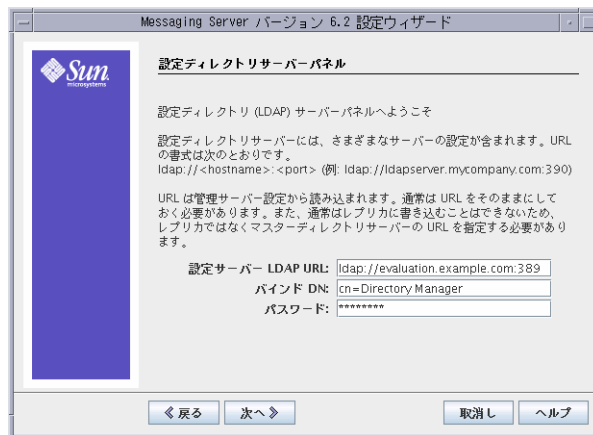 Messaging Server バージョン 6.2 設定ウィザード
Sun
microsystems
設定ディレクトリサーバーパネル
設定ディレクトリ (LDAP) サーバーパネルへようこそ
設定ディレクトリサーバーには、さまざまなサーバーの設定が含まれます。URL
の書式は次のとおりです。
ldap://<hostname>:<port> (例: ldap://ldapserver.mycompany.com:390)
URL は管理サーバー設定から読み込まれます。通常は URL をそのままにして
おく必要があります。また、通常はレプリカに書き込むことはできないため、
レプリカではなくマスターディレクトリサーバーの URL を指定する必要があり
ます。
設定サーバー LDAP URL: ldap://evaluation.example.com:389
バインド DN: cn=Directory Manager
パスワード: ********
戻る 次へ 取消し ヘルプ